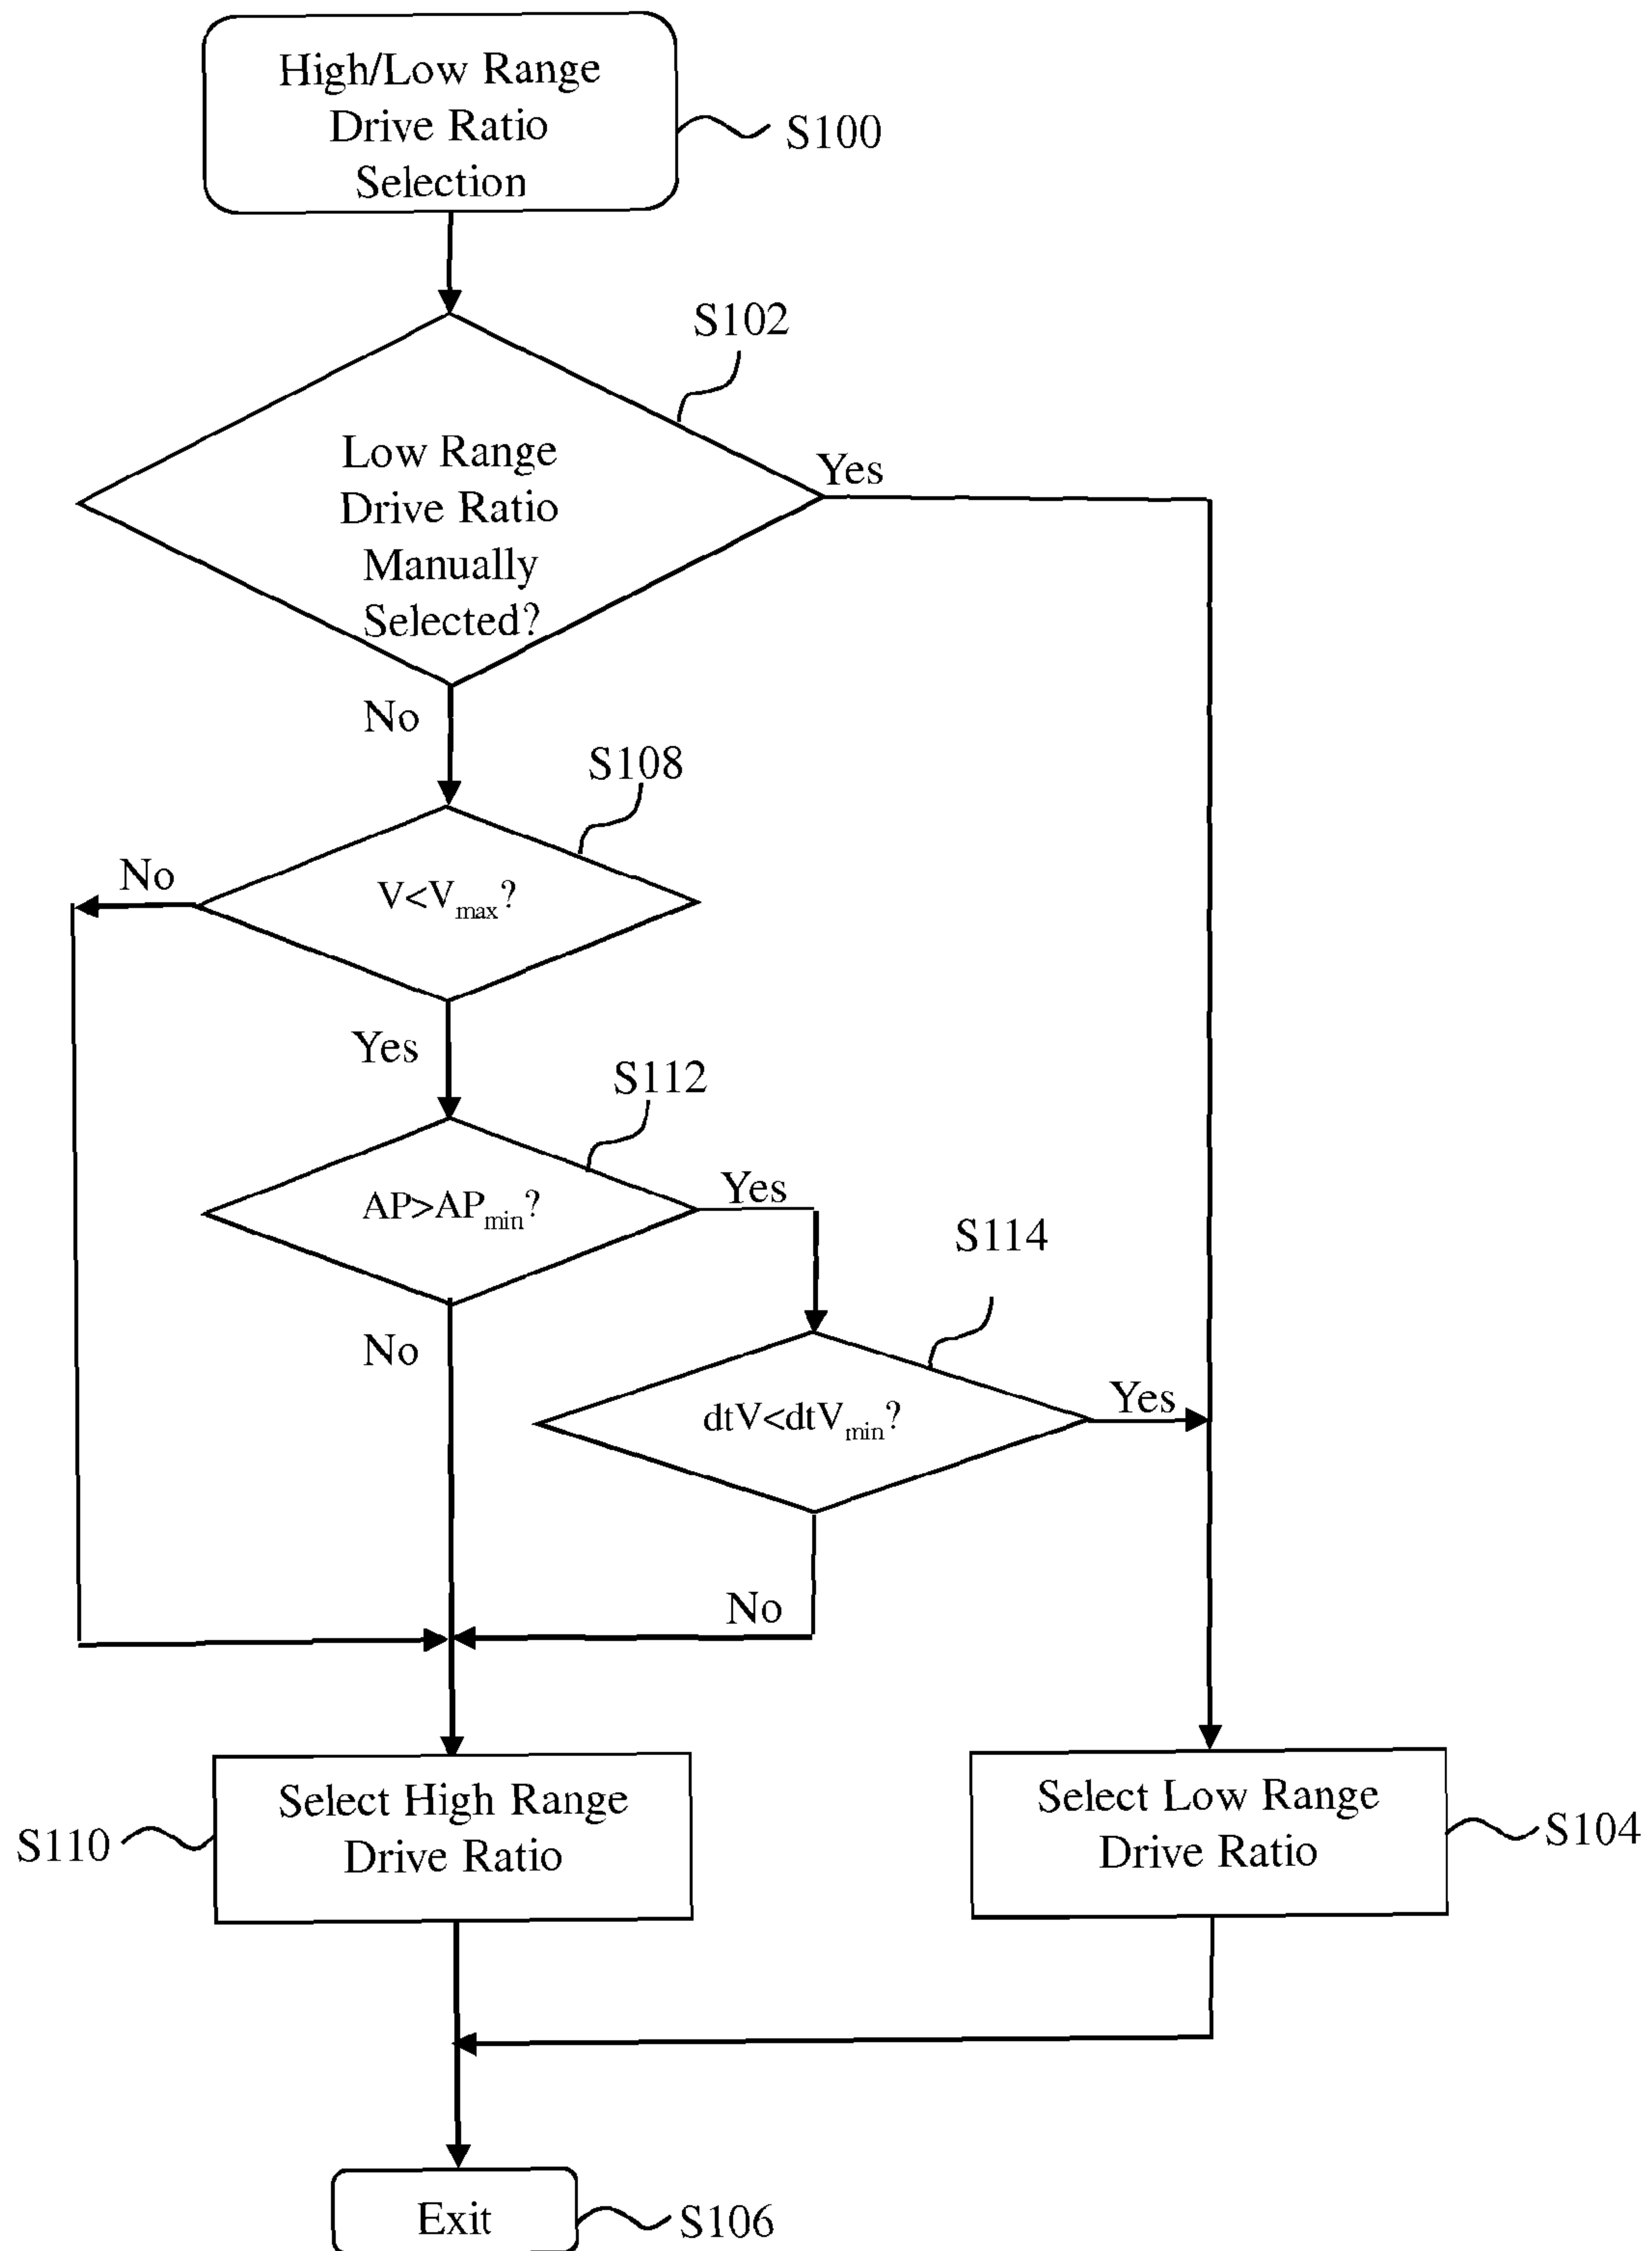 High/Low Range
Drive Ratio
Selection
S100
S102
Low Range
Drive Ratio
Manually
Selected?
Yes
No
S108
No
V<Vmax?
Yes
S112
AP>APmin?
Yes
S114
No
dtV<dtVmin?
Yes
No
Select High Range
Drive Ratio
S110
Select Low Range
Drive Ratio
S104
Exit
S106